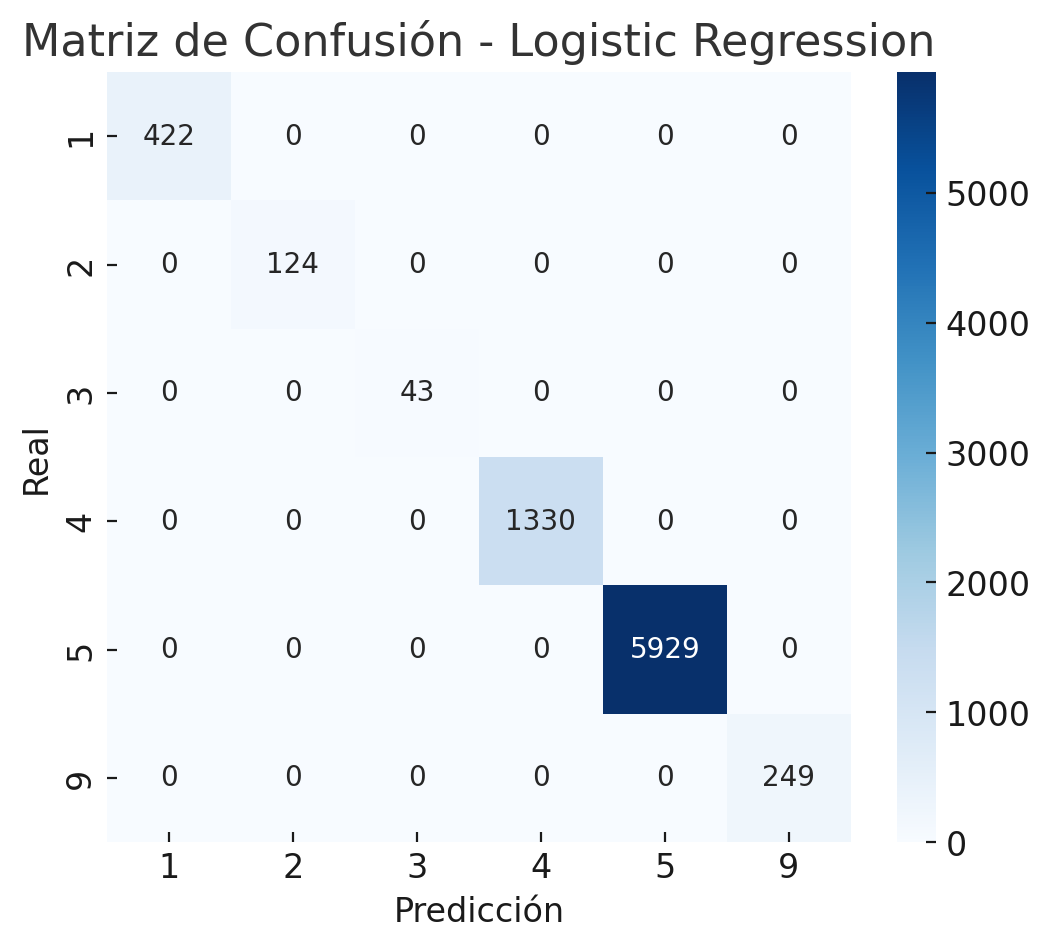 Matriz de Confusión - Logistic Regression
1 422 0 0 0 0 0
2 0 124 0 0 0 0
3 0 0 43 0 0 0
4 0 0 0 1330 0 0
5 0 0 0 0 5929 0
9 0 0 0 0 0 249
1 2 3 4 5 9
Real
Predicción
5000
4000
3000
2000
1000
0